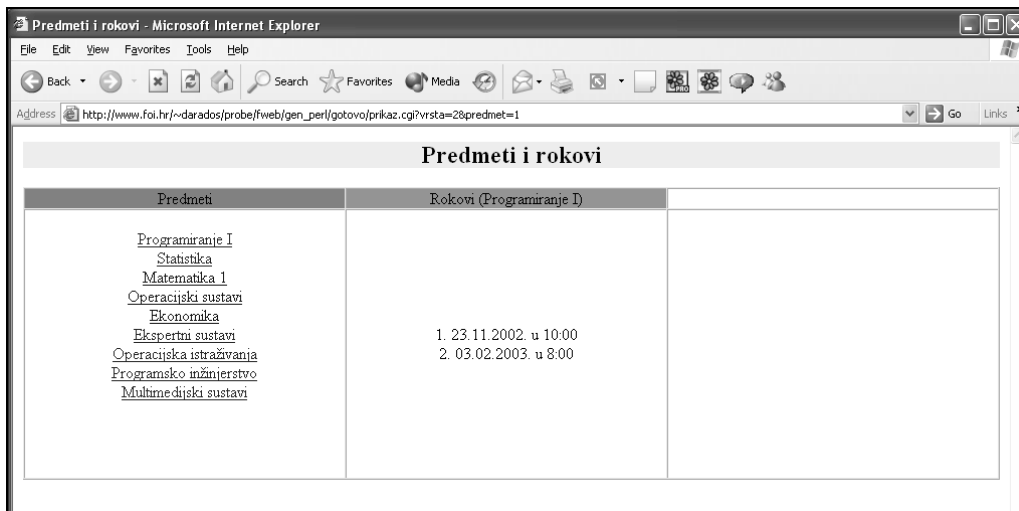 Predmeti i rokovi - Microsoft Internet Explorer
File Edit View Favorites Tools Help
Back Search Favorites Media
Address http://www.foi.hr/~darados/probe/fweb/gen_perl/gotovo/prikaz.cgi?vrsta=2&predmet=1 Go Links
Predmeti i rokovi
Predmeti Rokovi (Programiranje I)
Programiranje I
Statistika
Matematika 1
Operacijski sustavi
Ekonomika
Ekspertni sustavi
Operacijska istraživanja
Programsko inžinjerstvo
Multimedijski sustavi
1. 23.11.2002. u 10:00
2. 03.02.2003. u 8:00